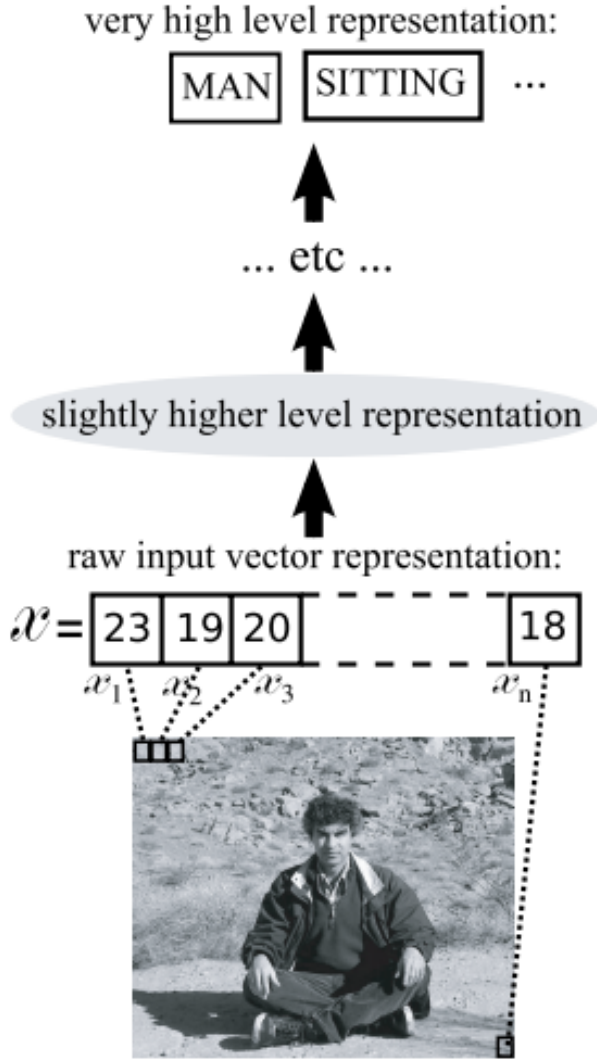 very high level representation:
MAN SITTING ...
... etc ...
slightly higher level representation
raw input vector representation:
x = 23 19 20 18
x1 x2 x3 xn